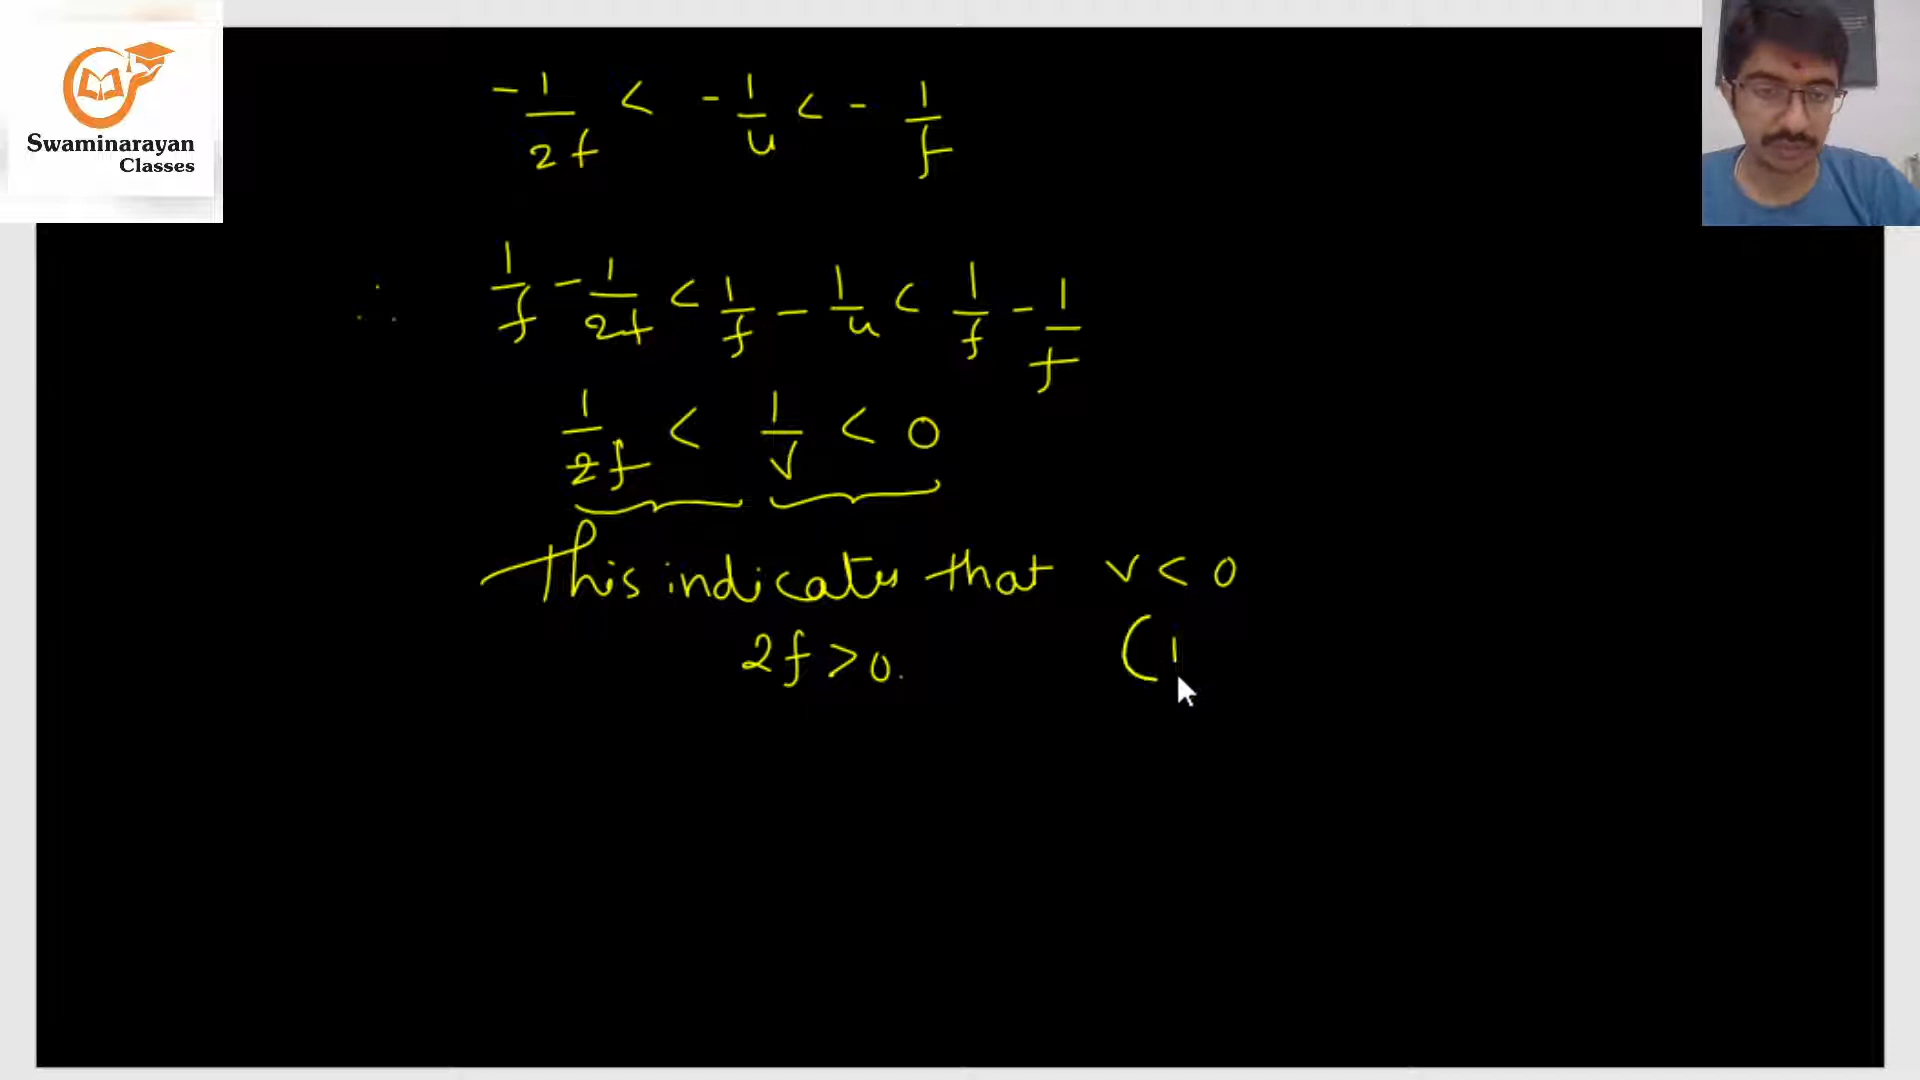 Swaminarayan
Classes
-1/2f < -1/u < -1/f
∴ 1/f - 1/2f < 1/f - 1/u < 1/f - 1/f
1/2f < 1/v < 0
This indicates that v < 0
2f > 0.
(1